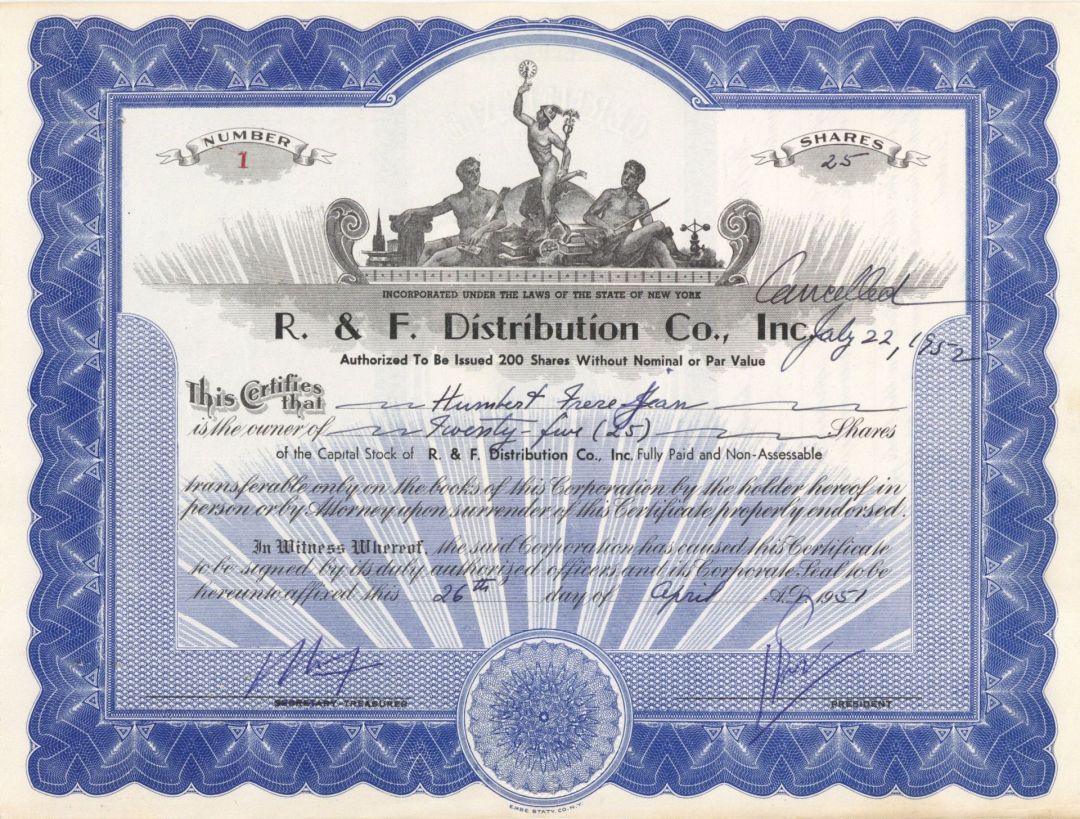 NUMBER
1
SHARES
25
INCORPORATED UNDER THE LAWS OF THE STATE OF NEW YORK
Cancelled
R. & F. Distribution Co., Inc.
July 22, 1952
Authorized To Be Issued 200 Shares Without Nominal or Par Value
This Certifies that Humbert Frere Jean
is the owner of Twenty-five (25) Shares
of the Capital Stock of R. & F. Distribution Co., Inc. Fully Paid and Non-Assessable
transferable only on the books of this Corporation by the holder hereof in
person or by Attorney upon surrender of this Certificate properly endorsed.
In Witness Whereof, the said Corporation has caused this Certificate
to be signed by its duly authorized officers and its Corporate Seal to be
hereunto affixed this 26th day of April A.D. 1951
SECRETARY-TREASURER
PRESIDENT
EMBE STATY. CO. N.Y.